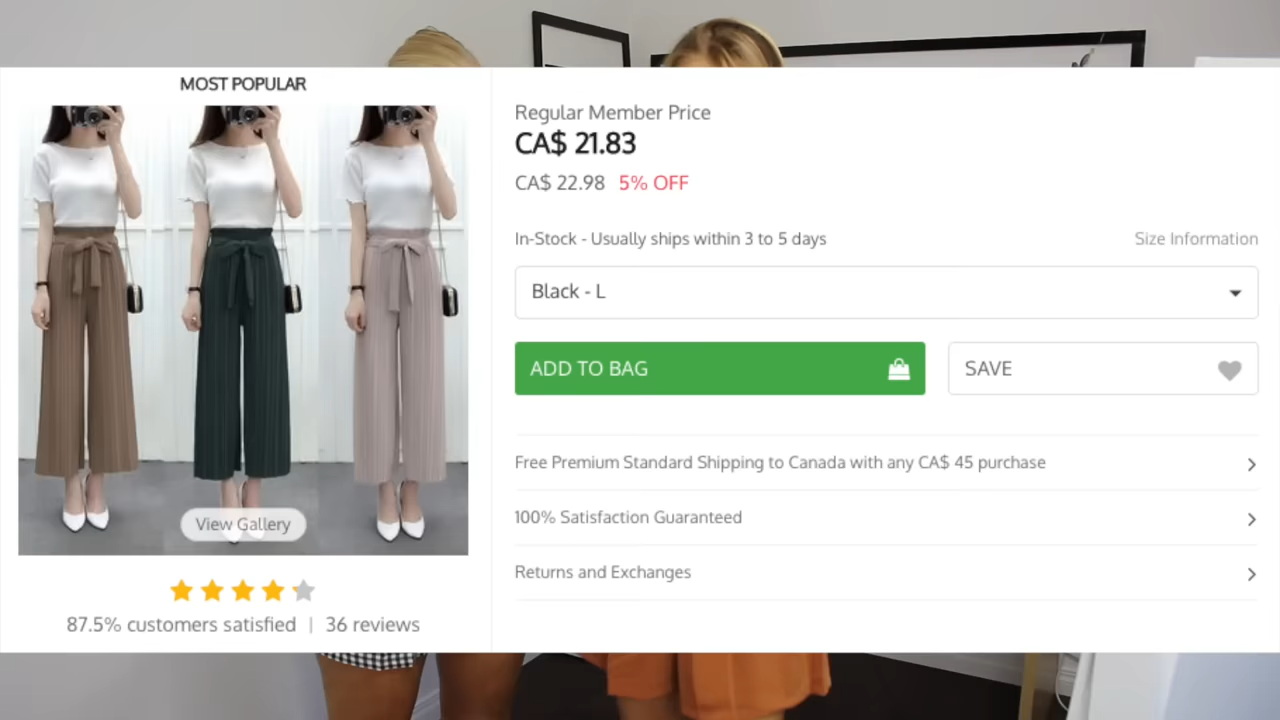 MOST POPULAR
View Gallery
87.5% customers satisfied | 36 reviews
Regular Member Price
CA$ 21.83
CA$ 22.98 5% OFF
In-Stock - Usually ships within 3 to 5 days
Size Information
Black - L
ADD TO BAG
SAVE
Free Premium Standard Shipping to Canada with any CA$ 45 purchase
100% Satisfaction Guaranteed
Returns and Exchanges